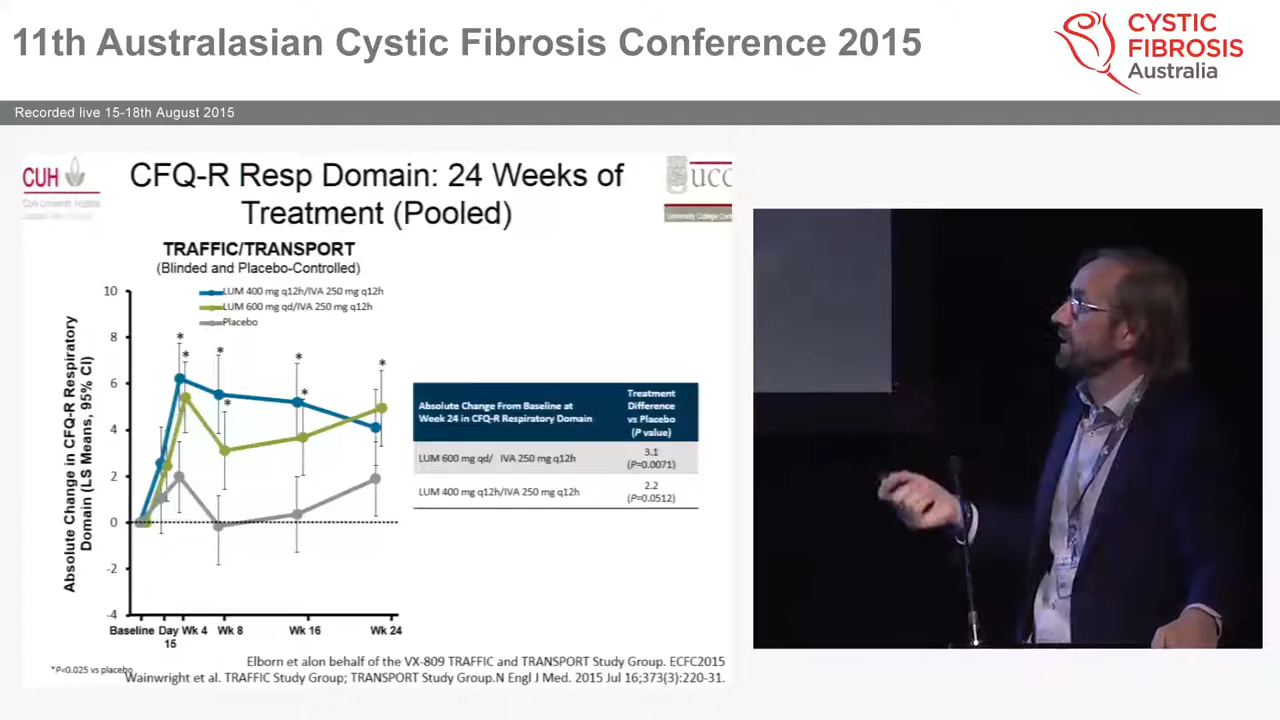 11th Australasian Cystic Fibrosis Conference 2015
CYSTIC
FIBROSIS
Australia
Recorded live 15-18th August 2015
CUH
CFQ-R Resp Domain: 24 Weeks of
Treatment (Pooled)
UCC
TRAFFIC/TRANSPORT
(Blinded and Placebo-Controlled)
LUM 400 mg q12h/IVA 250 mg q12h
LUM 600 mg qd/IVA 250 mg q12h
Placebo
Absolute Change in CFQ-R Respiratory
Domain (LS Means, 95% CI)
10
8
6
4
2
0
-2
-4
* * * * * * *
Baseline Day Wk 4 Wk 8 Wk 16 Wk 24
15
Absolute Change From Baseline at
Week 24 in CFQ-R Respiratory Domain
Treatment
Difference
vs Placebo
(P value)
LUM 600 mg qd/ IVA 250 mg q12h
3.1
(P=0.0071)
LUM 400 mg q12h/IVA 250 mg q12h
2.2
(P=0.0512)
*P<0.025 vs placebo
Elborn et alon behalf of the VX-809 TRAFFIC and TRANSPORT Study Group. ECFC2015
Wainwright et al. TRAFFIC Study Group; TRANSPORT Study Group.N Engl J Med. 2015 Jul 16;373(3):220-31.